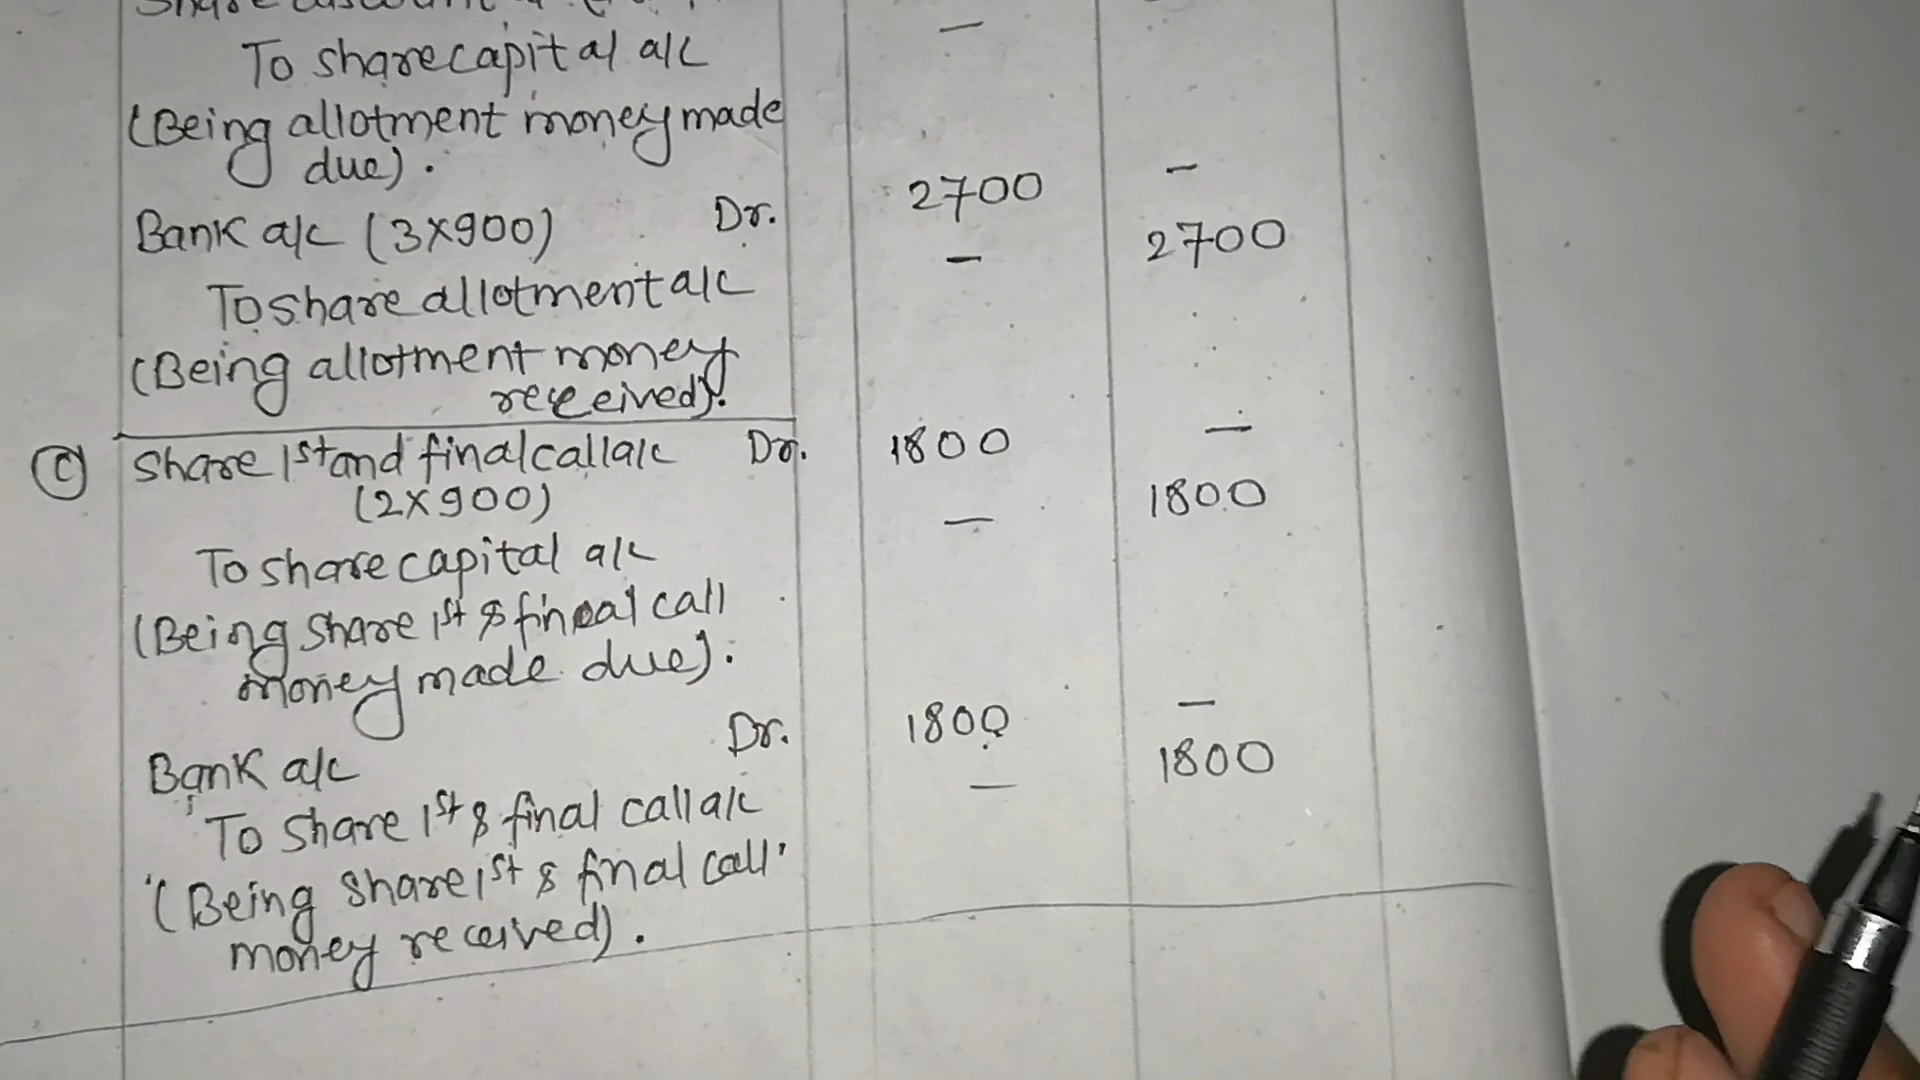 Share discount a/c
To share capital a/c —
(Being allotment money made
due).
Bank a/c (3x900) Dr. 2700 —
To share allotment a/c — 2700
(Being allotment money
received).
(C) Share 1st and final call a/c Dr. 1800 —
(2x900)
To share capital a/c — 1800
(Being share 1st & final call
money made due).
Bank a/c Dr. 1800 —
To share 1st & final call a/c — 1800
(Being share 1st & final call
money received).